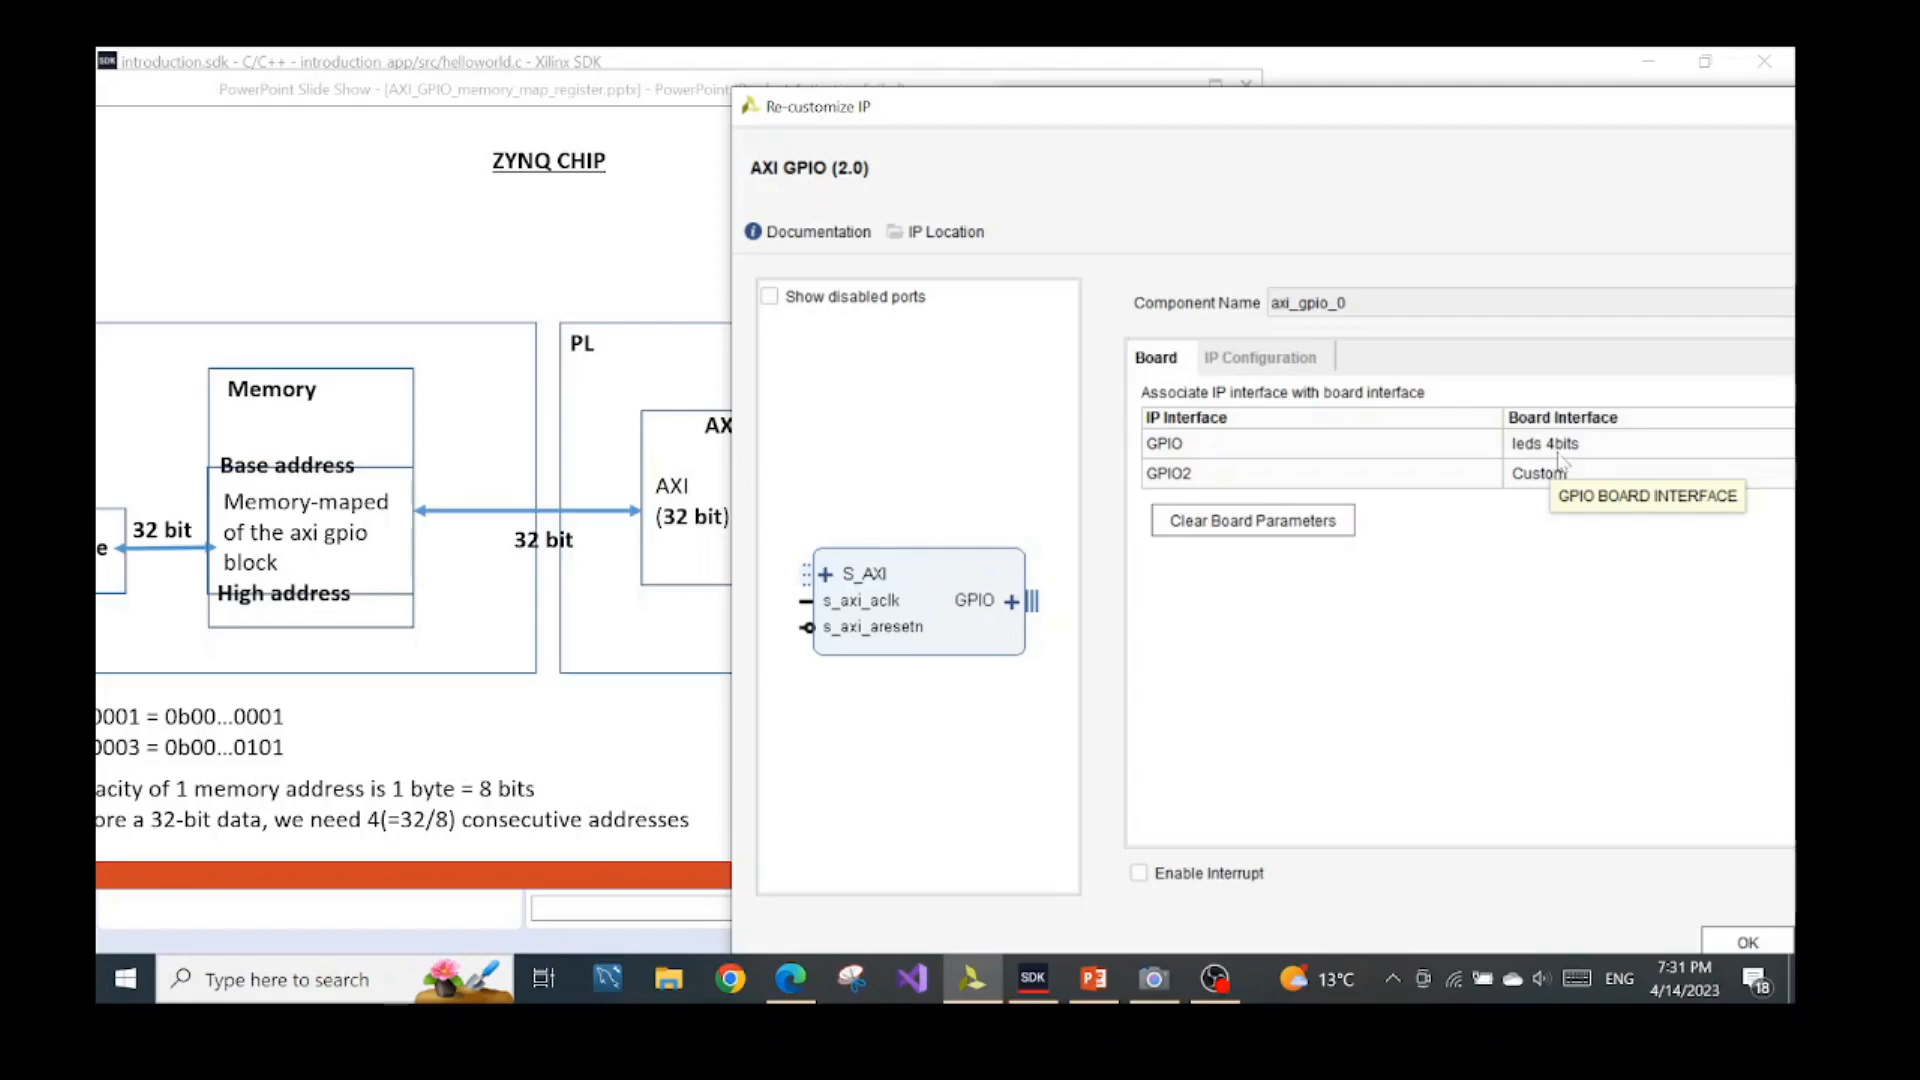 introduction.sdk - C/C++ - introduction_app/src/helloworld.c - Xilinx SDK
PowerPoint Slide Show - [AXI_GPIO_memory_map_register.pptx] - PowerPoint
Re-customize IP
AXI GPIO (2.0)
Documentation
IP Location
Show disabled ports
S_AXI
s_axi_aclk
s_axi_aresetn
GPIO
Component Name
axi_gpio_0
Board
IP Configuration
Associate IP interface with board interface
IP Interface
Board Interface
GPIO
leds 4bits
GPIO2
Custom
GPIO BOARD INTERFACE
Clear Board Parameters
Enable Interrupt
OK
ZYNQ CHIP
Memory
Base address
Memory-maped
of the axi gpio
block
High address
e
32 bit
32 bit
PL
AX
AXI
(32 bit)
0001 = 0b00...0001
0003 = 0b00...0101
acity of 1 memory address is 1 byte = 8 bits
ore a 32-bit data, we need 4(=32/8) consecutive addresses
Type here to search
SDK
13°C
ENG
7:31 PM
4/14/2023
18